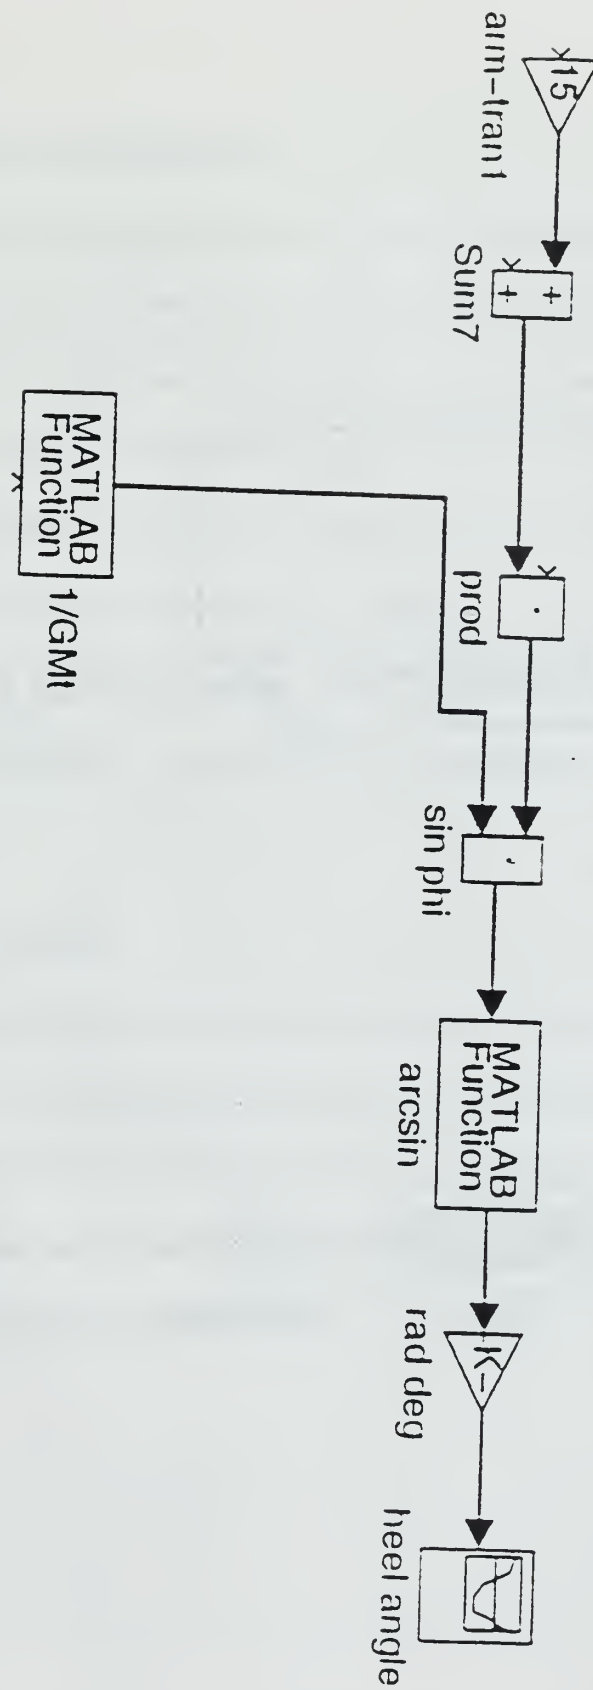 15
arm-tran1
+
+
Sum7
prod
MATLAB
Function
1/GMt
sin phi
MATLAB
Function
arcsin
-K-
rad deg
heel angle